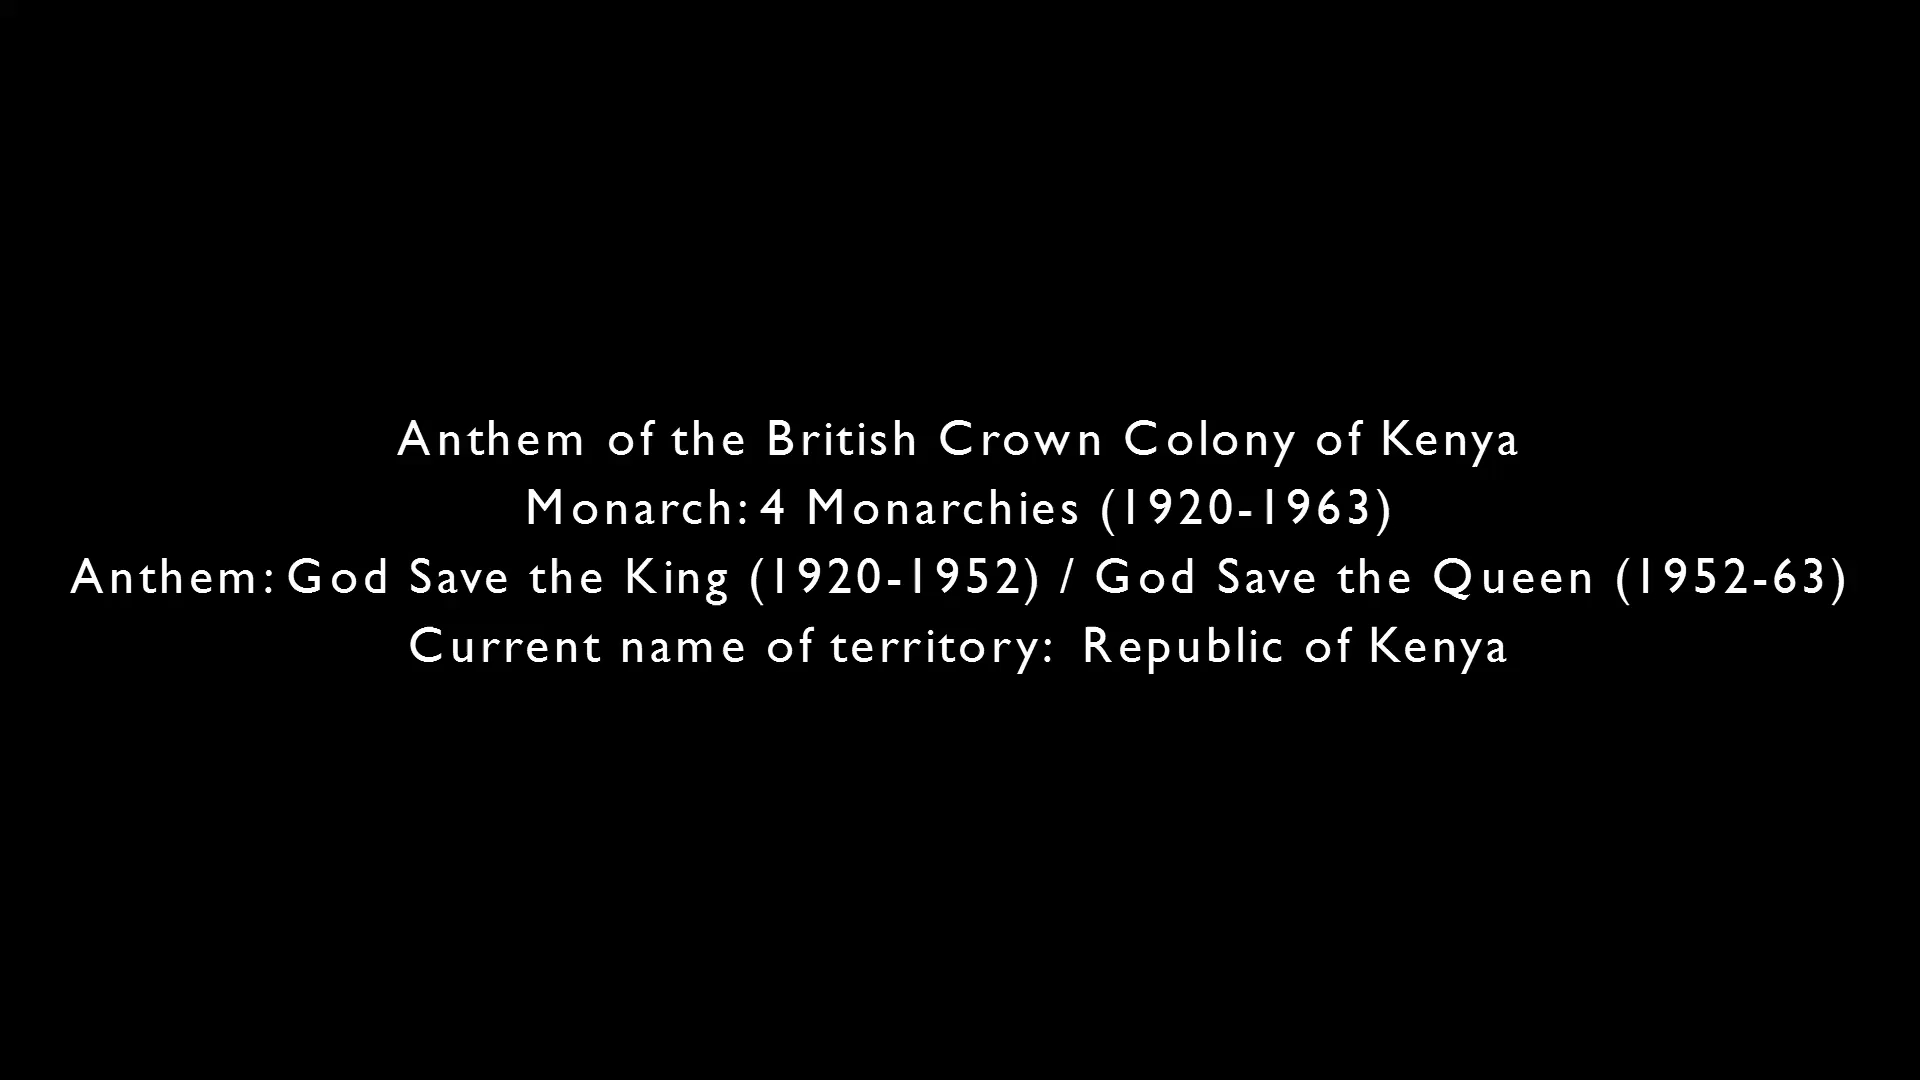 Anthem of the British Crown Colony of Kenya
Monarch: 4 Monarchies (1920-1963)
Anthem: God Save the King (1920-1952) / God Save the Queen (1952-63)
Current name of territory: Republic of Kenya